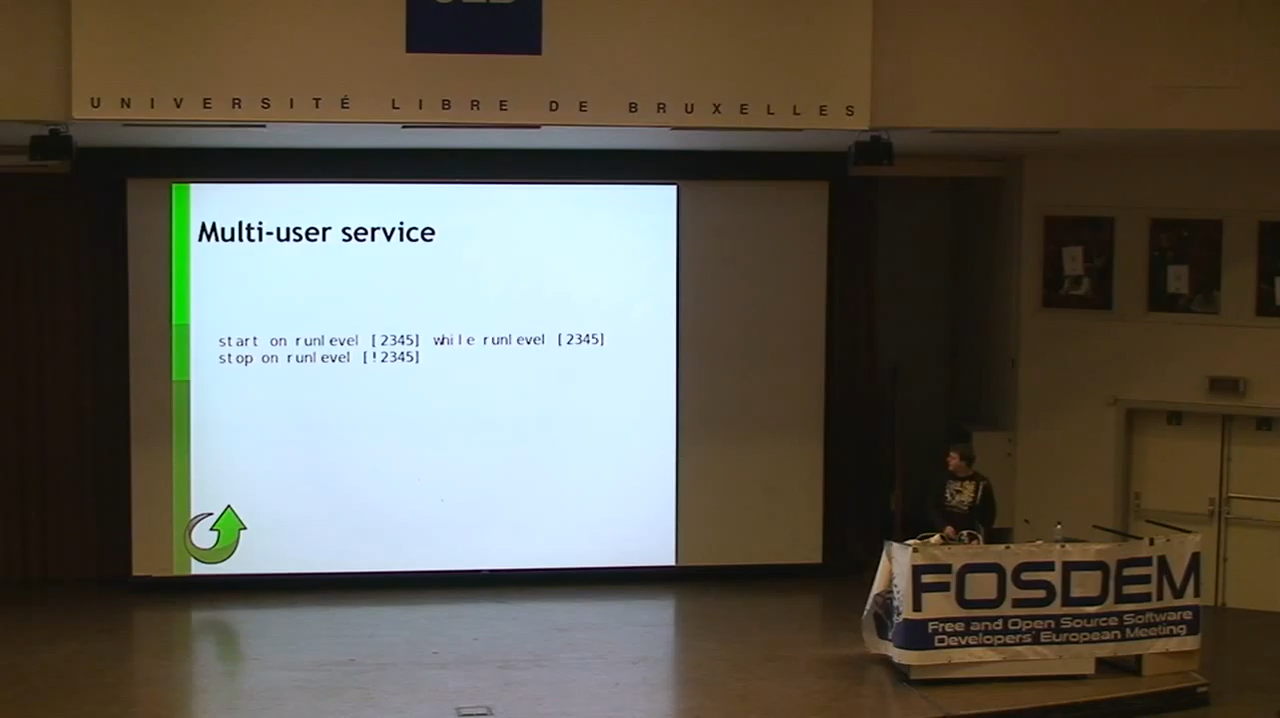 UNIVERSITÉ LIBRE DE BRUXELLES
Multi-user service
start on runlevel [2345] while runlevel [2345]
stop on runlevel [!2345]
FOSDEM
Free and Open Source Software
Developers' European Meeting